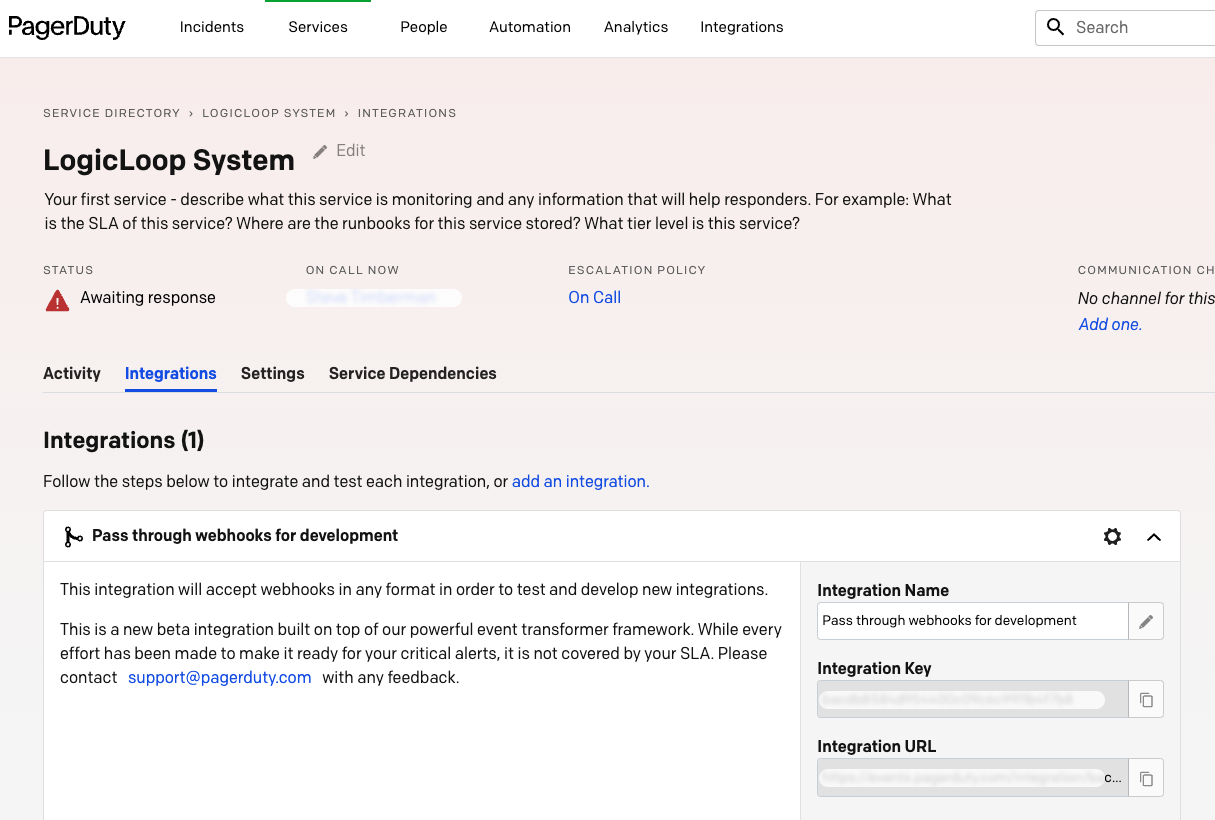 PagerDuty
Incidents
Services
People
Automation
Analytics
Integrations
Search
SERVICE DIRECTORY › LOGICLOOP SYSTEM › INTEGRATIONS
LogicLoop System
Edit
Your first service - describe what this service is monitoring and any information that will help responders. For example: What
is the SLA of this service? Where are the runbooks for this service stored? What tier level is this service?
STATUS
Awaiting response
ON CALL NOW
ESCALATION POLICY
On Call
COMMUNICATION CH
No channel for this
Add one.
Activity
Integrations
Settings
Service Dependencies
Integrations (1)
Follow the steps below to integrate and test each integration, or add an integration.
Pass through webhooks for development
This integration will accept webhooks in any format in order to test and develop new integrations.
This is a new beta integration built on top of our powerful event transformer framework. While every
effort has been made to make it ready for your critical alerts, it is not covered by your SLA. Please
contact support@pagerduty.com with any feedback.
Integration Name
Pass through webhooks for development
Integration Key
Integration URL
c...